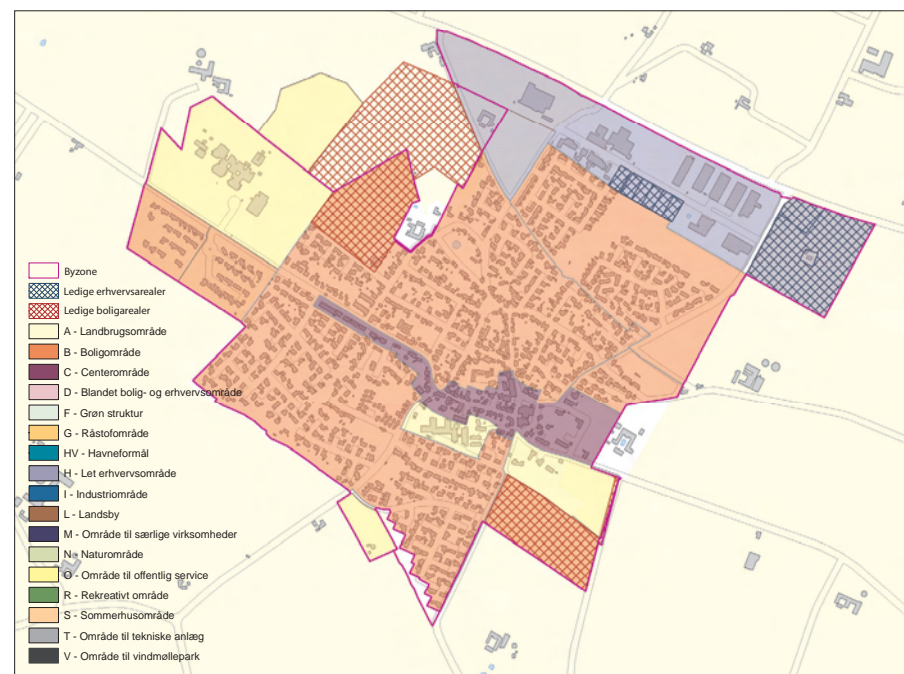 Byzone
Ledige erhvervsarealer
Ledige boligarealer
A - Landbrugsområde
B - Boligområde
C - Centerområde
D - Blandet bolig- og erhvervsområde
F - Grøn struktur
G - Råstofområde
HV - Havneformål
H - Let erhvervsområde
I - Industriområde
L - Landsby
M - Område til særlige virksomheder
N - Naturområde
O - Område til offentlig service
R - Rekreativt område
S - Sommerhusområde
T - Område til tekniske anlæg
V - Område til vindmøllepark